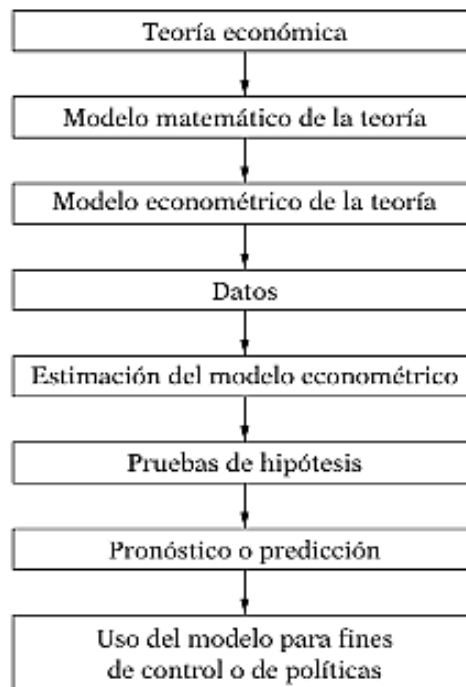 Teoría económica
Modelo matemático de la teoría
Modelo econométrico de la teoría
Datos
Estimación del modelo econométrico
Pruebas de hipótesis
Pronóstico o predicción
Uso del modelo para fines
de control o de políticas